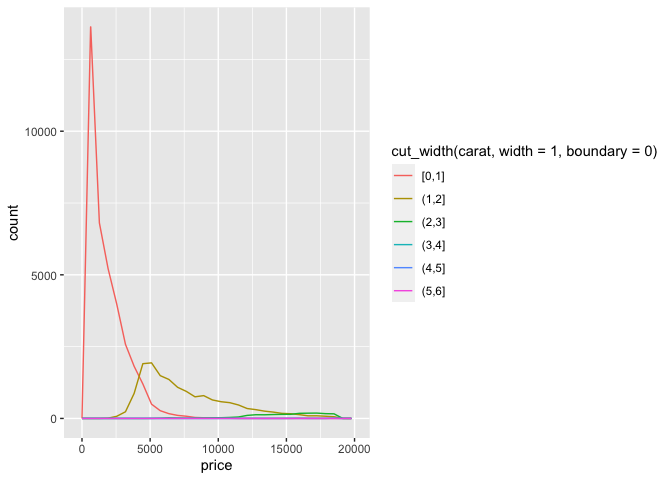 10000
5000
0
count
0 5000 10000 15000 20000
price
cut_width(carat, width = 1, boundary = 0)
[0,1]
(1,2]
(2,3]
(3,4]
(4,5]
(5,6]